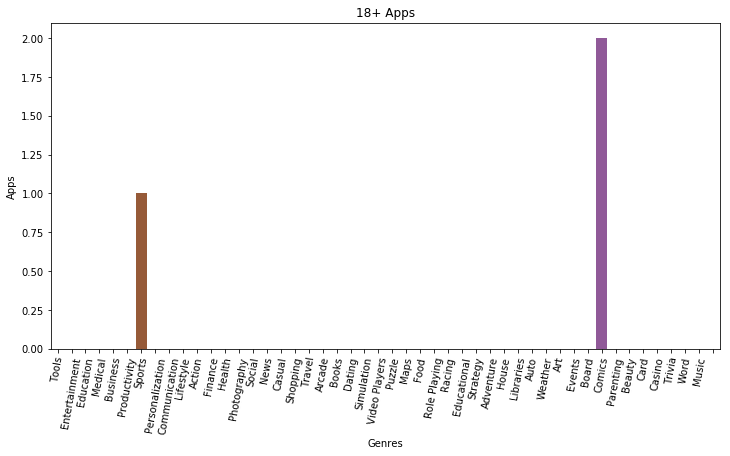 18+ Apps
Apps
2.00
1.75
1.50
1.25
1.00
0.75
0.50
0.25
0.00
Tools
Entertainment
Education
Medical
Business
Productivity
Sports
Personalization
Communication
Lifestyle
Action
Finance
Health
Photography
Social
News
Casual
Shopping
Travel
Arcade
Books
Dating
Simulation
Video Players
Puzzle
Maps
Food
Role Playing
Racing
Educational
Strategy
Adventure
House
Libraries
Auto
Weather
Art
Events
Board
Comics
Parenting
Beauty
Card
Casino
Trivia
Word
Music
Genres